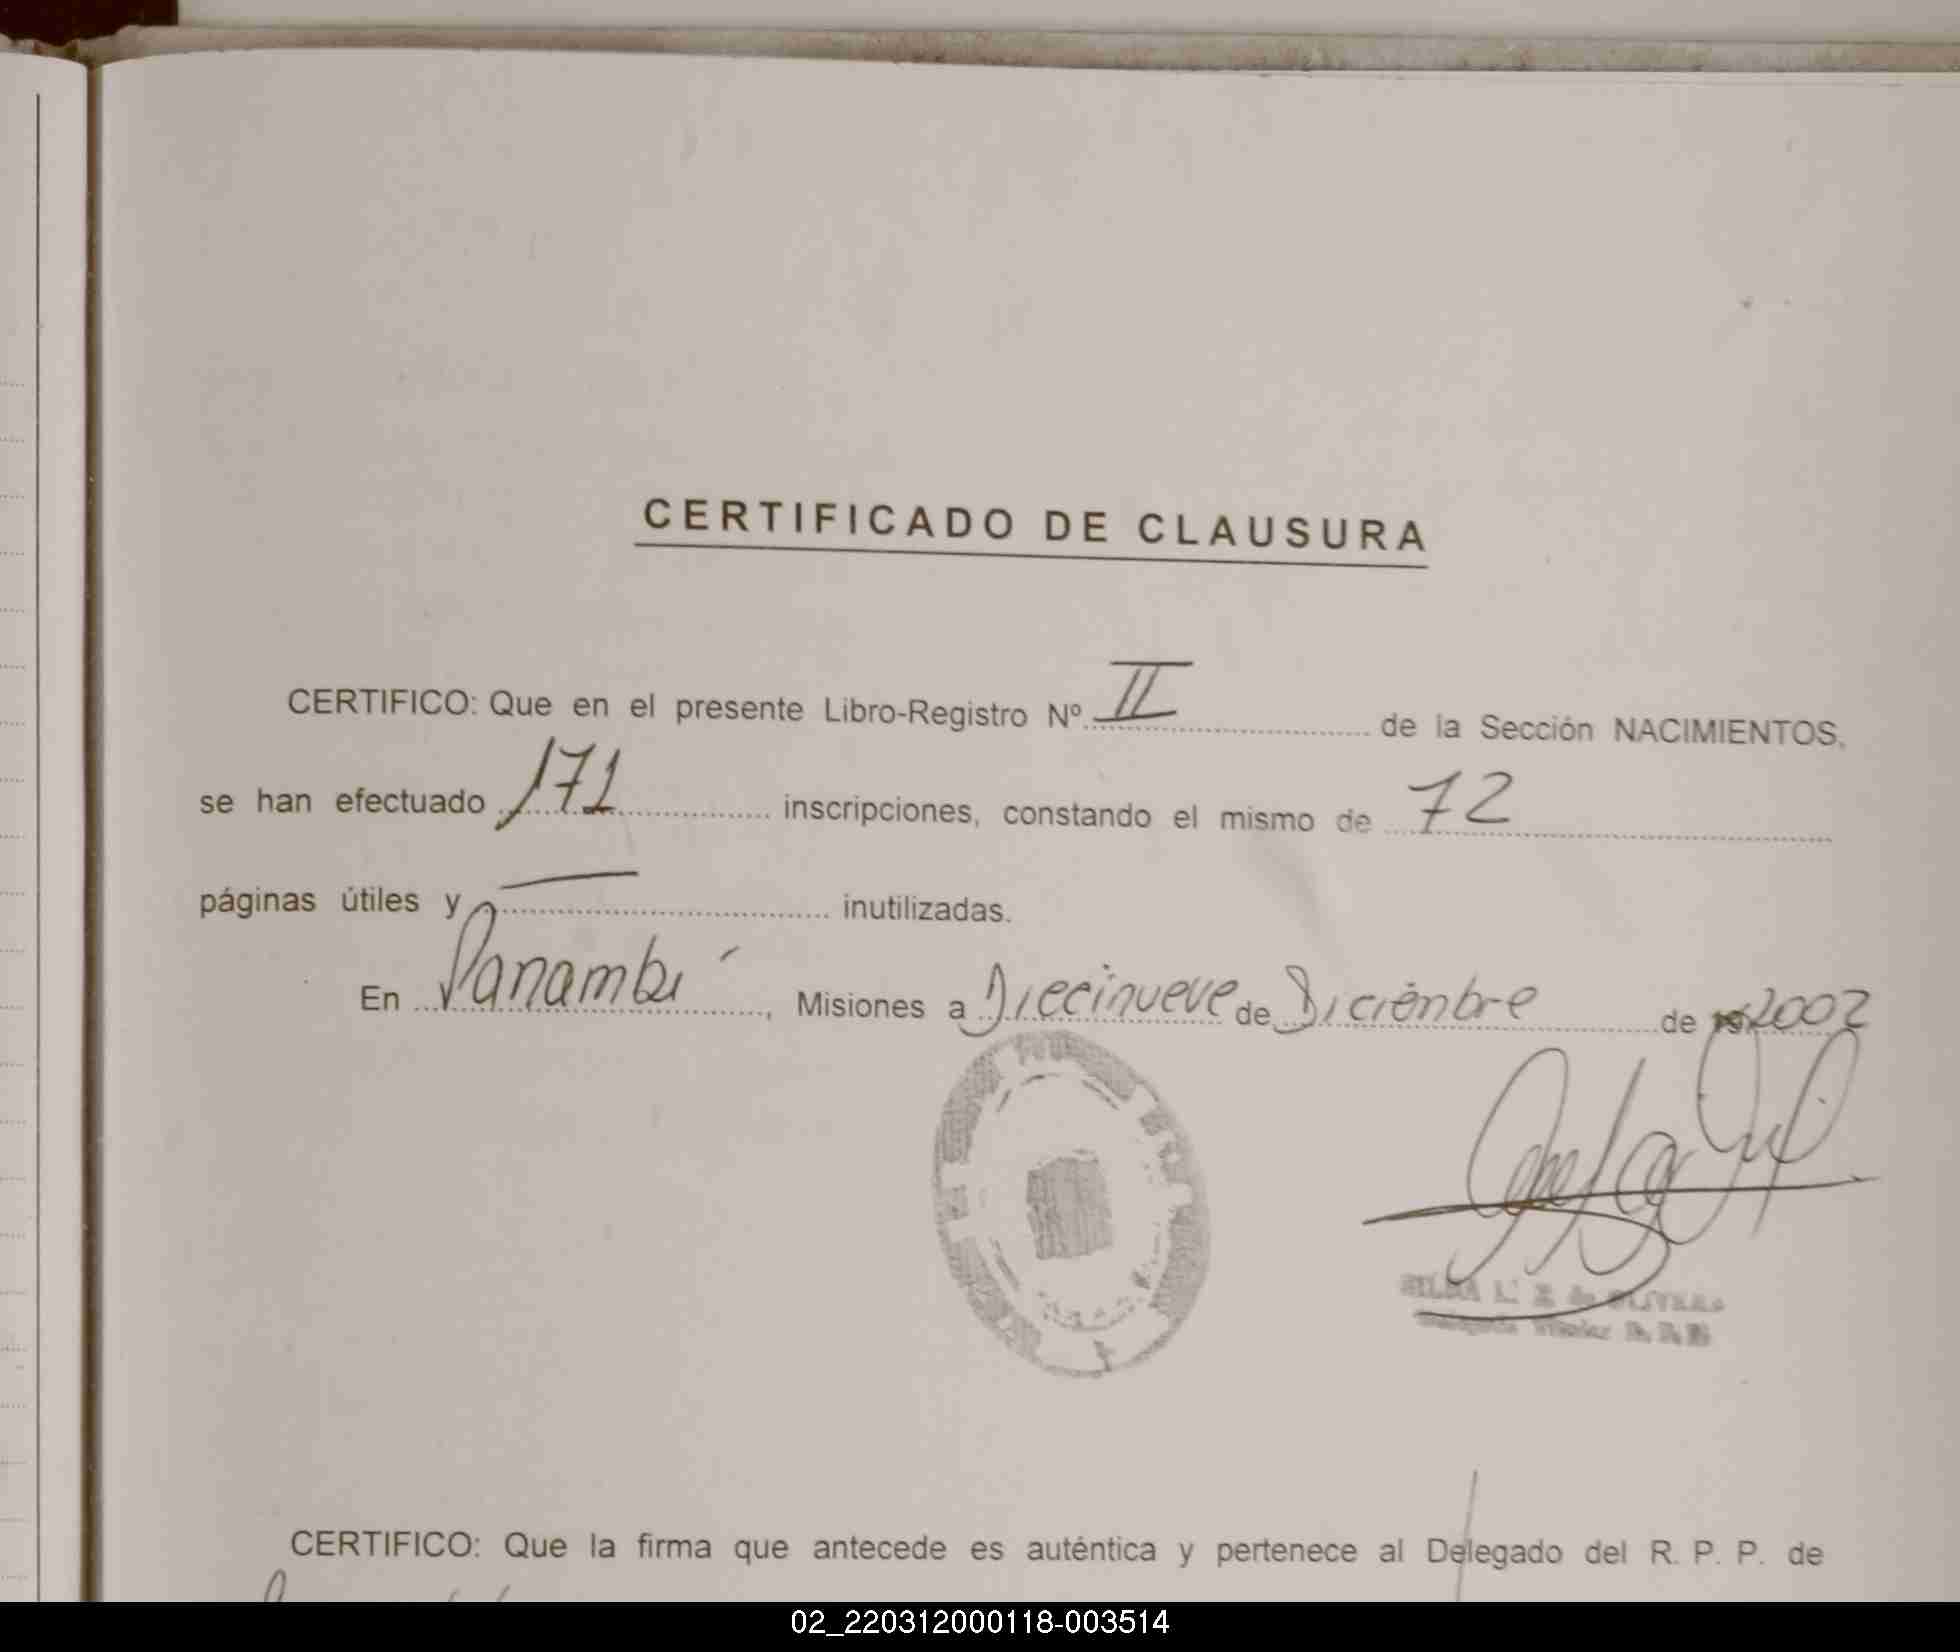 CERTIFICADO DE CLAUSURA
CERTIFICO: Que en el presente Libro-Registro Nº II de la Sección NACIMIENTOS,
se han efectuado 171 inscripciones, constando el mismo de 72
páginas útiles y — inutilizadas.
En Panambí, Misiones a Diecinueve de Diciembre de 2002
CERTIFICO: Que la firma que antecede es auténtica y pertenece al Delegado del R. P. P. de
02_220312000118-003514